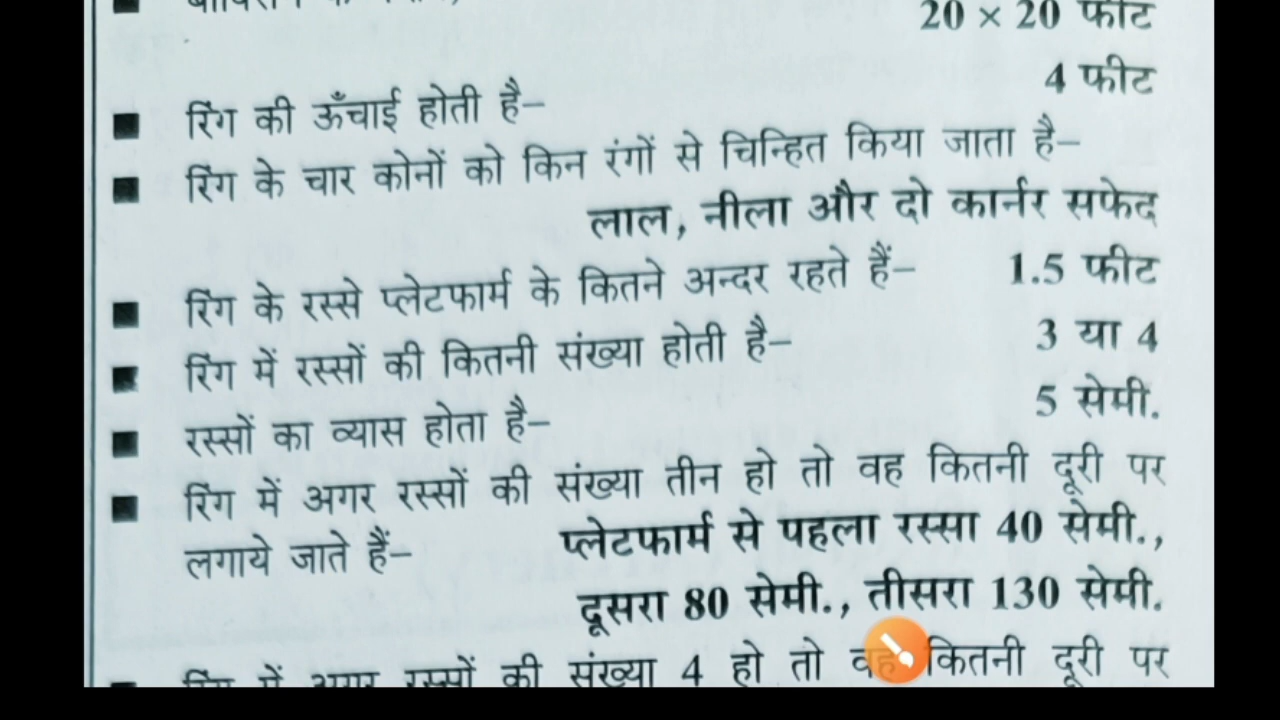 20 × 20 फीट
4 फीट
रिंग की ऊँचाई होती है–
रिंग के चार कोनों को किन रंगों से चिन्हित किया जाता है–
लाल, नीला और दो कार्नर सफेद
रिंग के रस्से प्लेटफार्म के कितने अन्दर रहते हैं– 1.5 फीट
रिंग में रस्सों की कितनी संख्या होती है– 3 या 4
रस्सों का व्यास होता है– 5 सेमी.
रिंग में अगर रस्सों की संख्या तीन हो तो वह कितनी दूरी पर
लगाये जाते हैं– प्लेटफार्म से पहला रस्सा 40 सेमी.,
दूसरा 80 सेमी., तीसरा 130 सेमी.
रिंग में अगर रस्सों की संख्या 4 हो तो वह कितनी दूरी पर